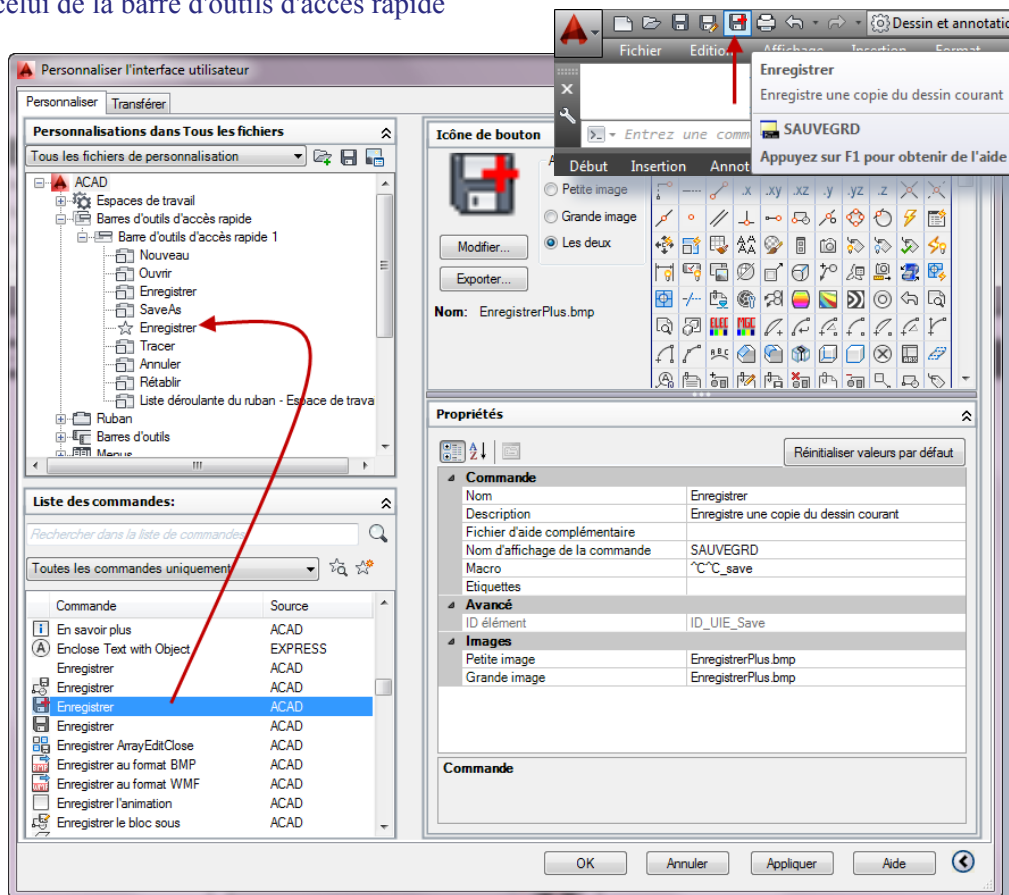 celui de la barre d'outils d'accès rapide
Dessin et annotatio
Fichier Edition Affichage Insertion Format
Enregistrer
Enregistre une copie du dessin courant
SAUVEGRD
Appuyez sur F1 pour obtenir de l'aide
Entrez une comm
Début Insertion Annot
Personnaliser l'interface utilisateur
Personnaliser Transférer
Personnalisations dans Tous les fichiers
Tous les fichiers de personnalisation
ACAD
Espaces de travail
Barres d'outils d'accès rapide
Barre d'outils d'accès rapide 1
Nouveau
Ouvrir
Enregistrer
SaveAs
Enregistrer
Tracer
Annuler
Rétablir
Liste déroulante du ruban - Espace de trava
Ruban
Barres d'outils
Menus
Liste des commandes:
Rechercher dans la liste de commandes
Toutes les commandes uniquement
Commande Source
En savoir plus ACAD
Enclose Text with Object EXPRESS
Enregistrer ACAD
Enregistrer ACAD
Enregistrer ACAD
Enregistrer ACAD
Enregistrer ArrayEditClose ACAD
Enregistrer au format BMP ACAD
Enregistrer au format WMF ACAD
Enregistrer l'animation ACAD
Enregistrer le bloc sous ACAD
Icône de bouton
Petite image
Grande image
Les deux
Modifier...
Exporter...
Nom: EnregistrerPlus.bmp
.x .xy .xz .y .yz .z
Propriétés
Réinitialiser valeurs par défaut
Commande
Nom Enregistrer
Description Enregistre une copie du dessin courant
Fichier d'aide complémentaire
Nom d'affichage de la commande SAUVEGRD
Macro ^C^C_save
Etiquettes
Avancé
ID élément ID_UIE_Save
Images
Petite image EnregistrerPlus.bmp
Grande image EnregistrerPlus.bmp
Commande
OK Annuler Appliquer Aide